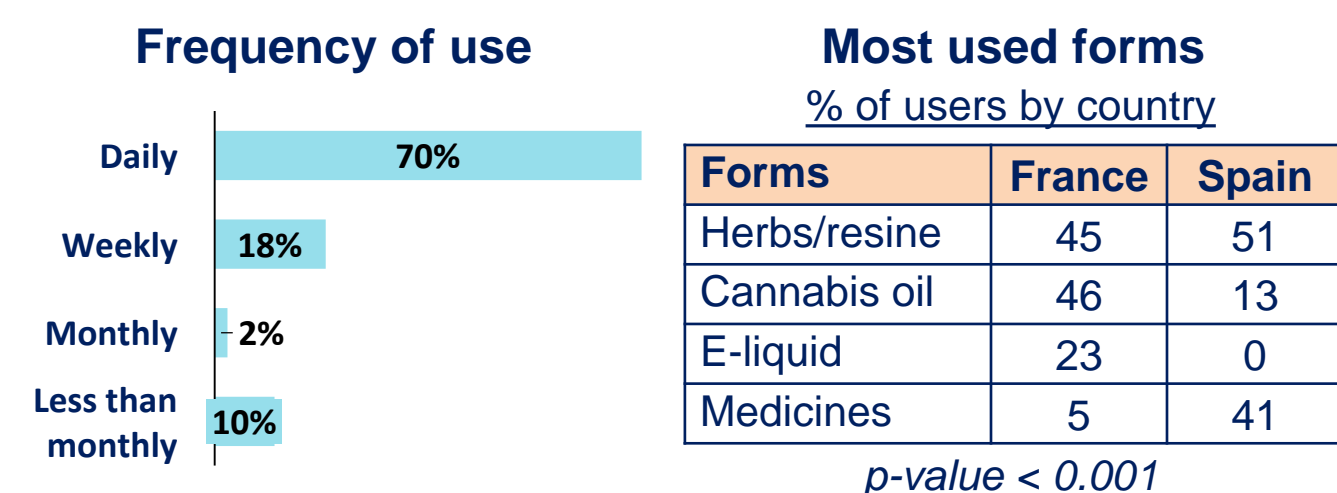 Frequency of use
Daily 70%
Weekly 18%
Monthly 2%
Less than
monthly 10%
Most used forms
% of users by country
Forms France Spain
Herbs/resine 45 51
Cannabis oil 46 13
E-liquid 23 0
Medicines 5 41
p-value < 0.001